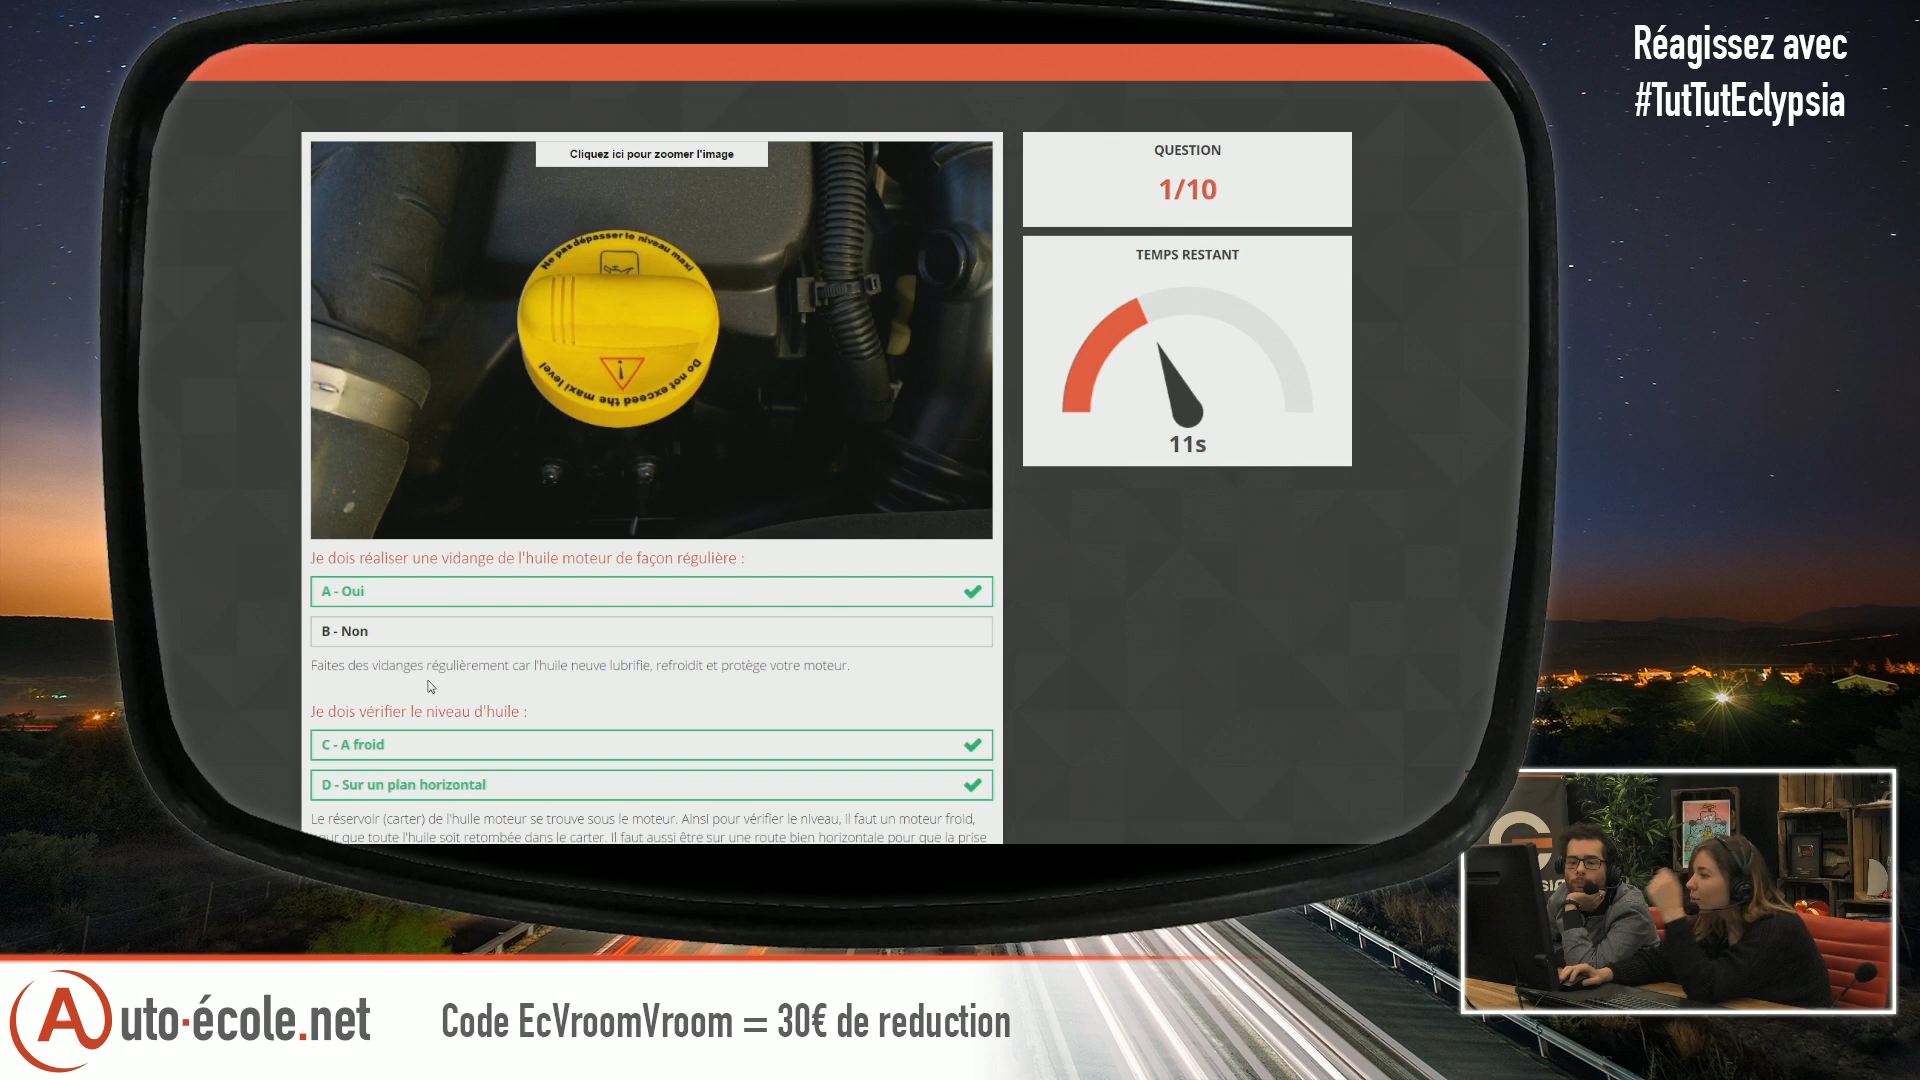 Réagissez avec
#TutTutEclypsia
Cliquez ici pour zoomer l'image
Ne pas dépasser le niveau maxi
Do not exceed the maxi level
QUESTION
1/10
TEMPS RESTANT
11s
Je dois réaliser une vidange de l'huile moteur de façon régulière :
A - Oui
B - Non
Faites des vidanges régulièrement car l'huile neuve lubrifie, refroidit et protège votre moteur.
Je dois vérifier le niveau d'huile :
C - A froid
D - Sur un plan horizontal
Le réservoir (carter) de l'huile moteur se trouve sous le moteur. Ainsi pour vérifier le niveau, il faut un moteur froid,
pour que toute l'huile soit retombée dans le carter. Il faut aussi être sur une route bien horizontale pour que la prise
Auto·école.net
Code EcVroomVroom = 30€ de reduction